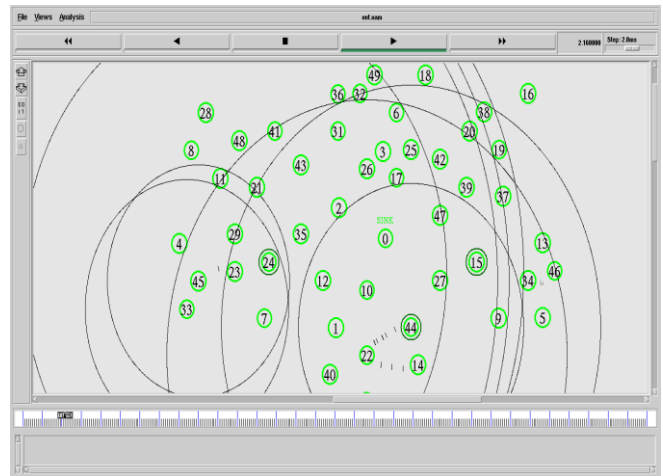 File Views Analysis
out.nam
2.160000 Step: 2.0ms
49 18
36 32 16
28 6 38
48 41 31 20
8 3 25 19
43 26 42
11 21 17 39 37
2 47
SINK
4 29 35 0 13
24 15
45 23 12 27 34 46
10
33 7 9 5
1 44
22 14
40